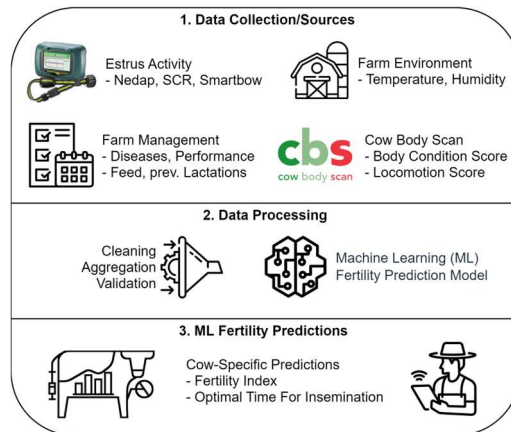 1. Data Collection/Sources
Estrus Activity
- Nedap, SCR, Smartbow
Farm Environment
- Temperature, Humidity
Farm Management
- Diseases, Performance
- Feed, prev. Lactations
cbs
cow body scan
Cow Body Scan
- Body Condition Score
- Locomotion Score
2. Data Processing
Cleaning
Aggregation
Validation
Machine Learning (ML)
Fertility Prediction Model
3. ML Fertility Predictions
Cow-Specific Predictions
- Fertility Index
- Optimal Time For Insemination